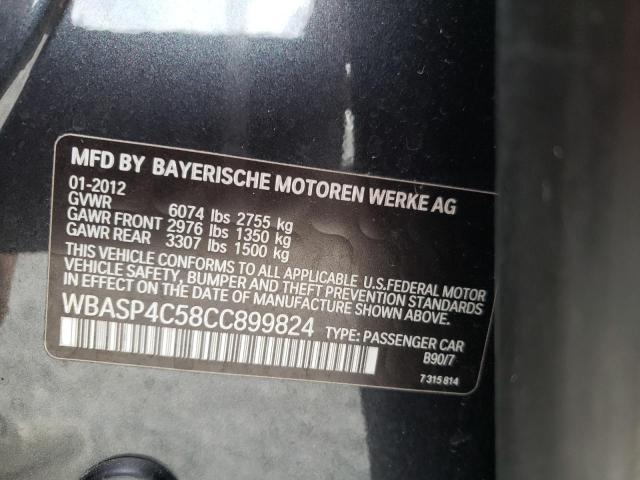 MFD BY BAYERISCHE MOTOREN WERKE AG
01-2012
GVWR 6074 lbs 2755 kg
GAWR FRONT 2976 lbs 1350 kg
GAWR REAR 3307 lbs 1500 kg
THIS VEHICLE CONFORMS TO ALL APPLICABLE U.S.FEDERAL MOTOR
VEHICLE SAFETY, BUMPER AND THEFT PREVENTION STANDARDS
IN EFFECT ON THE DATE OF MANUFACTURE SHOWN ABOVE.
WBASP4C58CC899824 TYPE: PASSENGER CAR
B90/7
7 315 814